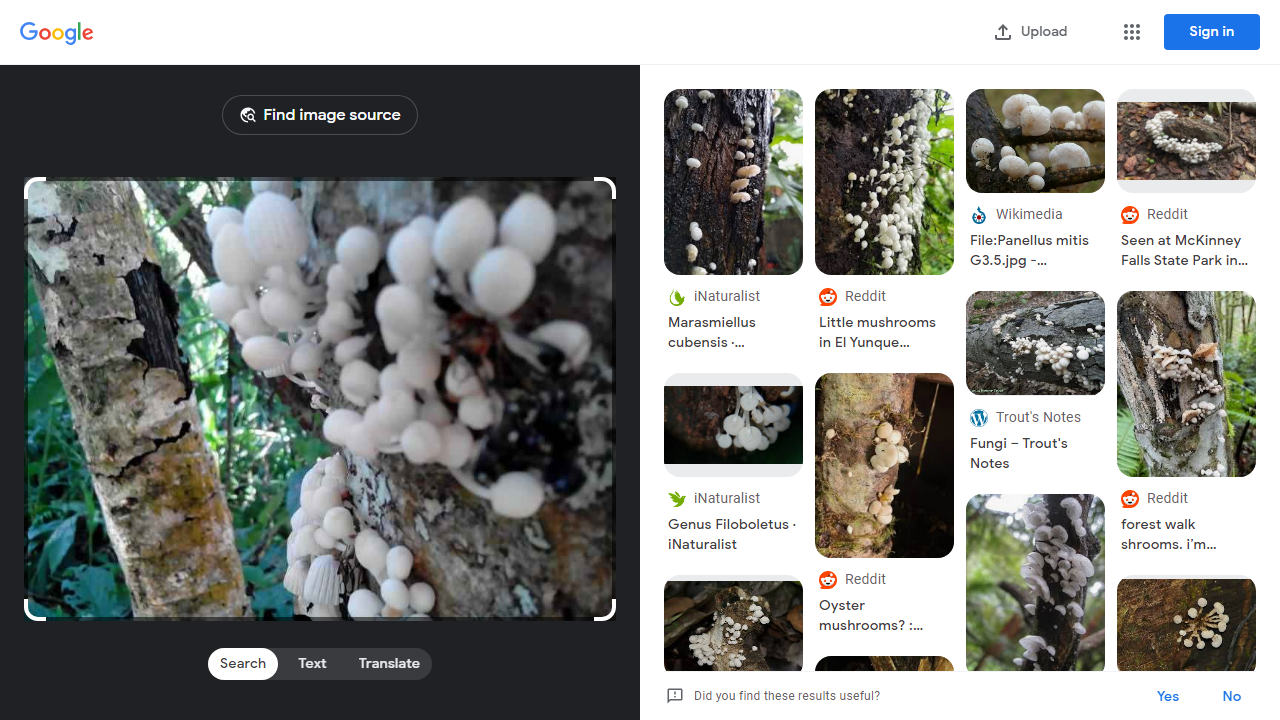 Google
Upload
Sign in
Find image source
Search
Text
Translate
iNaturalist
Marasmiellus
cubensis ·...
Reddit
Little mushrooms
in El Yunque...
Wikimedia
File:Panellus mitis
G3.5.jpg -...
Reddit
Seen at McKinney
Falls State Park in...
iNaturalist
Genus Filoboletus ·
iNaturalist
Reddit
Oyster
mushrooms? :...
Trout's Notes
Fungi – Trout's
Notes
Reddit
forest walk
shrooms. i’m...
Did you find these results useful?
Yes
No